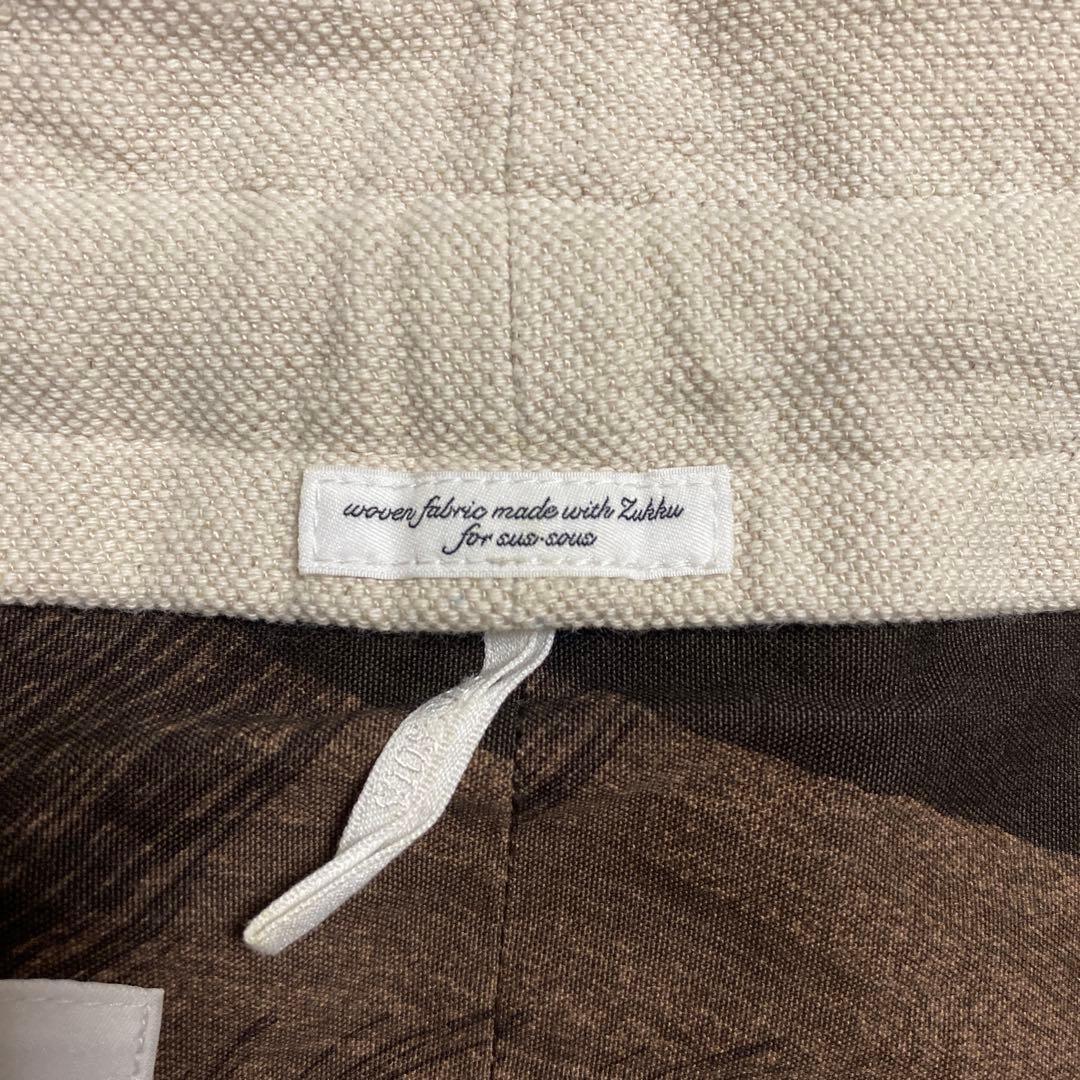 woven fabric made with Zukku
for sus-sous